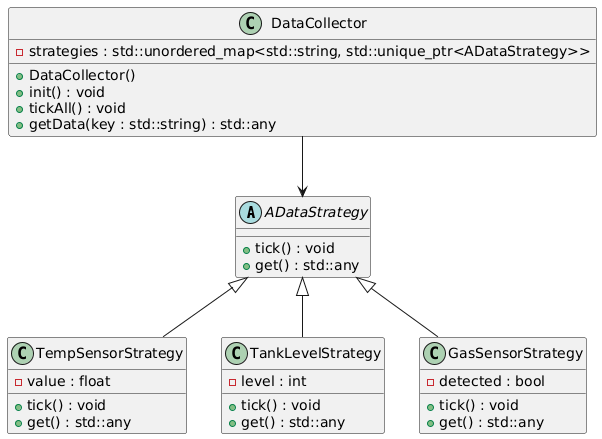 C DataCollector
strategies : std::unordered_map<std::string, std::unique_ptr<ADataStrategy>>
DataCollector()
init() : void
tickAll() : void
getData(key : std::string) : std::any
A ADataStrategy
tick() : void
get() : std::any
C TempSensorStrategy
value : float
tick() : void
get() : std::any
C TankLevelStrategy
level : int
tick() : void
get() : std::any
C GasSensorStrategy
detected : bool
tick() : void
get() : std::any